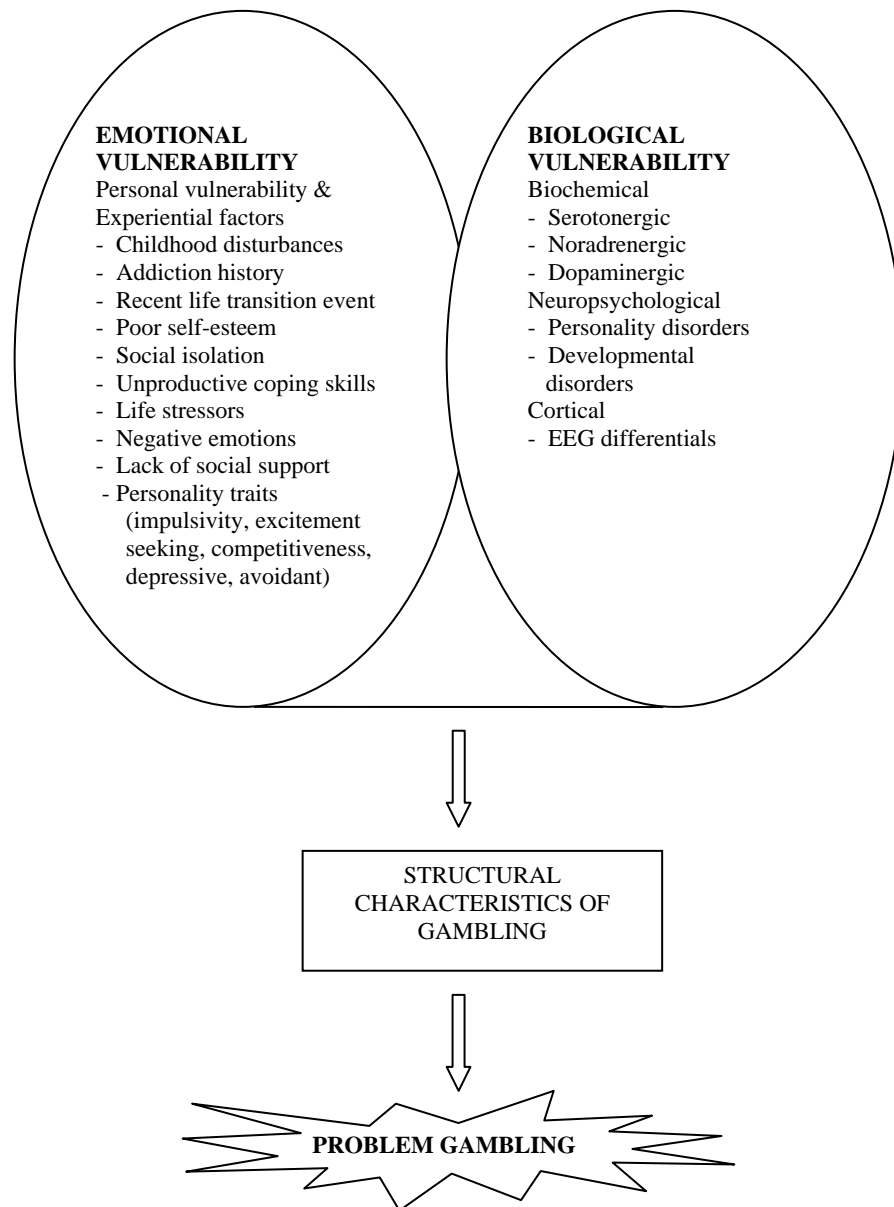 EMOTIONAL
VULNERABILITY
Personal vulnerability &
Experiential factors
- Childhood disturbances
- Addiction history
- Recent life transition event
- Poor self-esteem
- Social isolation
- Unproductive coping skills
- Life stressors
- Negative emotions
- Lack of social support
- Personality traits
(impulsivity, excitement
seeking, competitiveness,
depressive, avoidant)
BIOLOGICAL
VULNERABILITY
Biochemical
- Serotonergic
- Noradrenergic
- Dopaminergic
Neuropsychological
- Personality disorders
- Developmental
disorders
Cortical
- EEG differentials
STRUCTURAL
CHARACTERISTICS OF
GAMBLING
PROBLEM GAMBLING